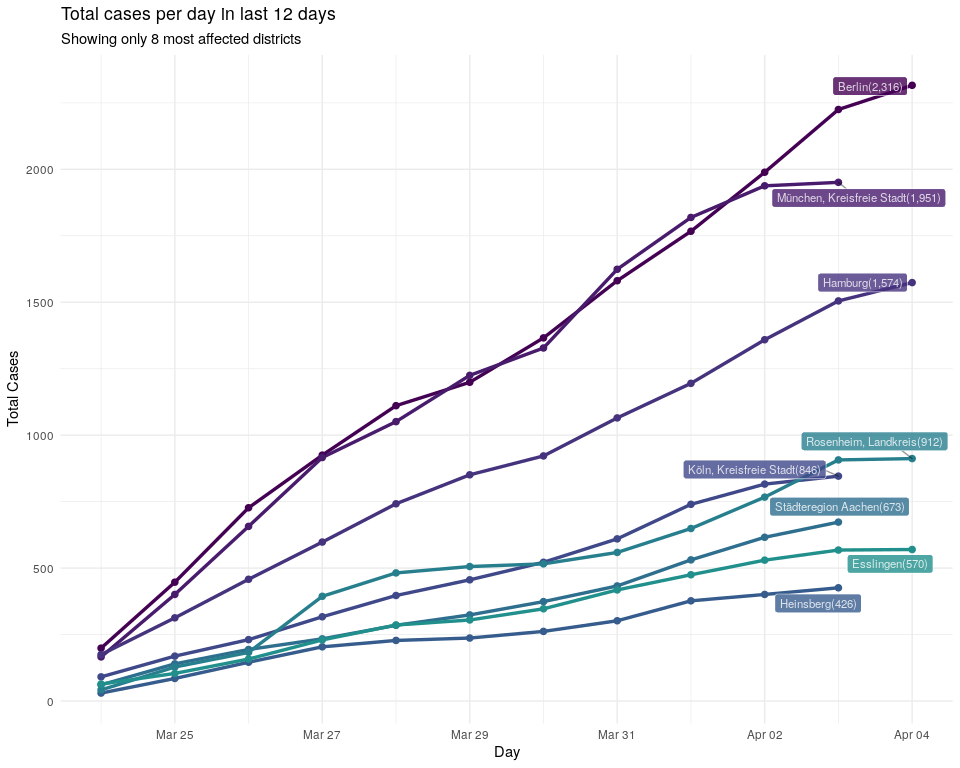 Total cases per day in last 12 days
Showing only 8 most affected districts
Total Cases
2000
1500
1000
500
0
Berlin(2,316)
München, Kreisfreie Stadt(1,951)
Hamburg(1,574)
Rosenheim, Landkreis(912)
Köln, Kreisfreie Stadt(846)
Städteregion Aachen(673)
Esslingen(570)
Heinsberg(426)
Mar 25
Mar 27
Mar 29
Mar 31
Apr 02
Apr 04
Day